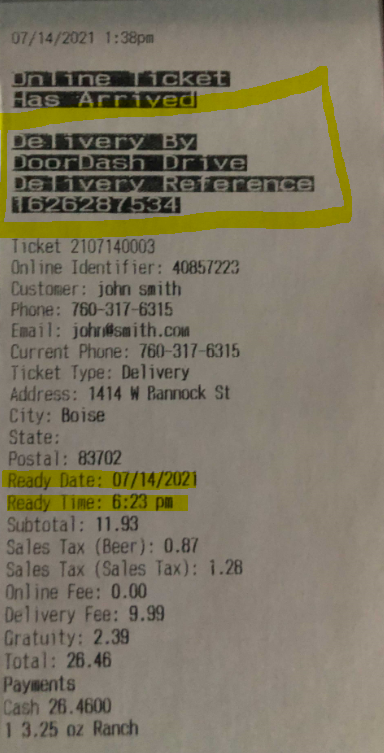 07/14/2021 1:38pm
Online Ticket
Has Arrived
Delivery By
DoorDash Drive
Delivery Reference
1626287534
Ticket 2107140003
Online Identifier: 40857223
Customer: john smith
Phone: 760-317-6315
Email: john@smith.com
Current Phone: 760-317-6315
Ticket Type: Delivery
Address: 1414 W Bannock St
City: Boise
State:
Postal: 83702
Ready Date: 07/14/2021
Ready Time: 6:23 pm
Subtotal: 11.93
Sales Tax (Beer): 0.87
Sales Tax (Sales Tax): 1.28
Online Fee: 0.00
Delivery Fee: 9.99
Gratuity: 2.39
Total: 26.46
Payments
Cash 26.4600
1 3.25 oz Ranch